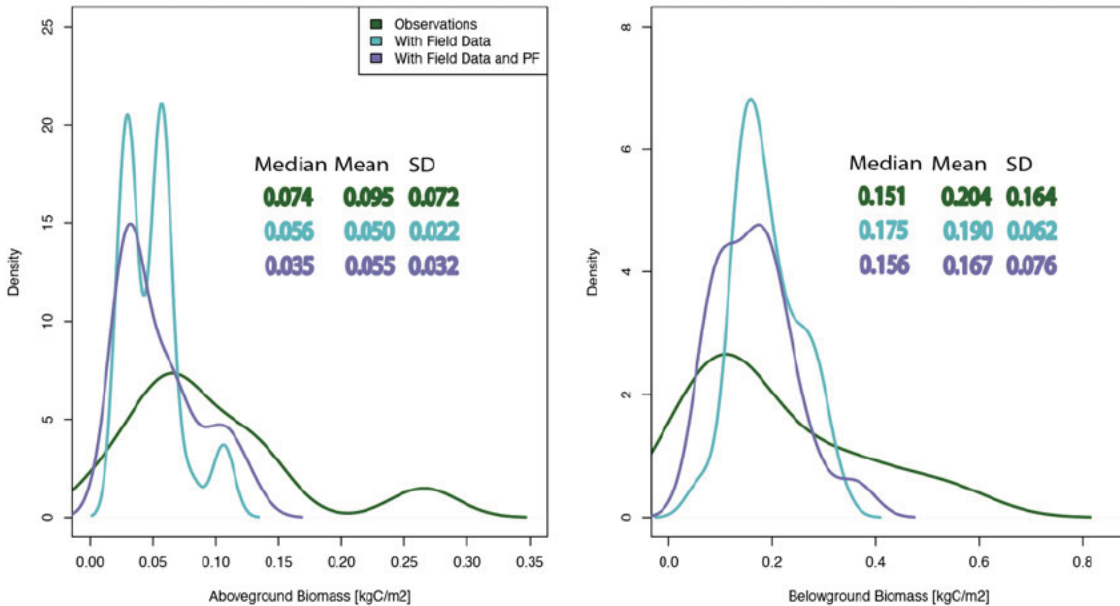 Observations
With Field Data
With Field Data and PF
Median Mean SD
0.074 0.095 0.072
0.056 0.050 0.022
0.035 0.055 0.032
Density
0 5 10 15 20 25
0.00 0.05 0.10 0.15 0.20 0.25 0.30 0.35
Aboveground Biomass [kgC/m2]
Median Mean SD
0.151 0.204 0.164
0.175 0.190 0.062
0.156 0.167 0.076
Density
0 2 4 6 8
0.0 0.2 0.4 0.6 0.8
Belowground Biomass [kgC/m2]